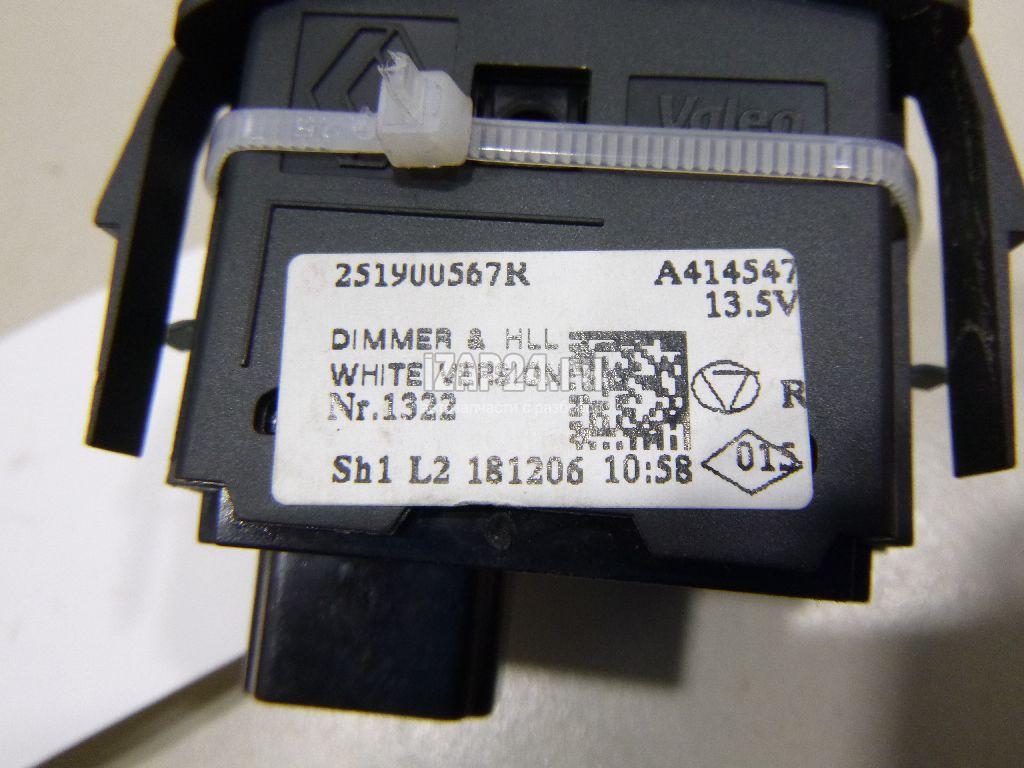 Valeo
251900567R A414547
13.5V
DIMMER & HLL
WHITE VERSION
Nr.1322
R
Sh1 L2 181206 10:58 015
iZAP24.ru